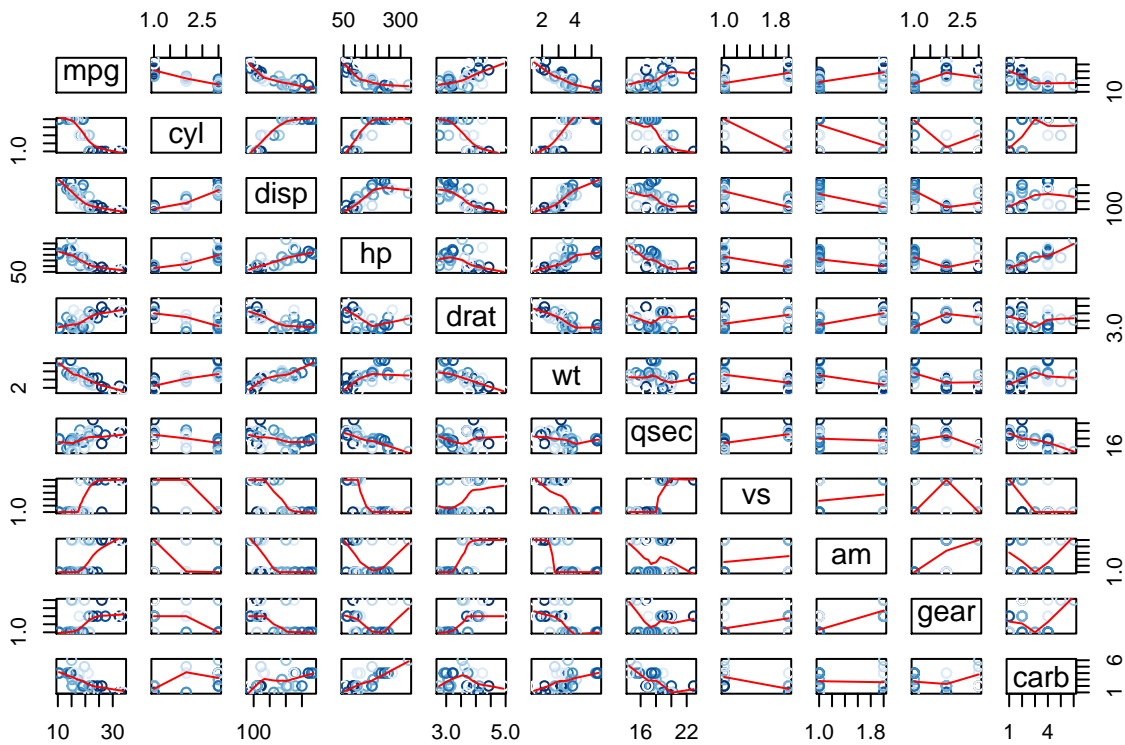 1.0 2.5 50 300 2 4 1.0 1.8 1.0 2.5
mpg 10
1.0 cyl
disp 100
50 hp
drat 3.0
2 wt
qsec 16
1.0 vs
am 1.0
1.0 gear
carb 1 6
10 30 100 3.0 5.0 16 22 1.0 1.8 1 4